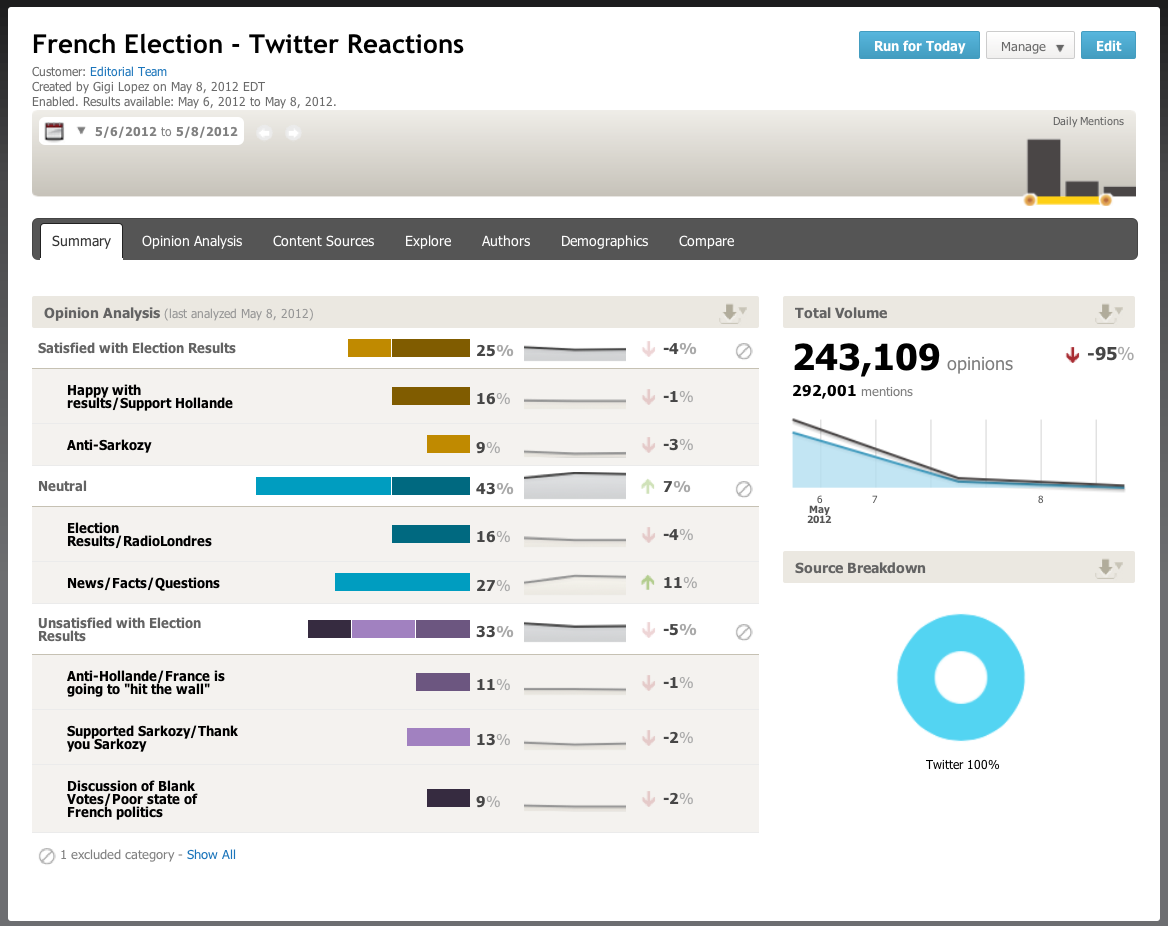 French Election - Twitter Reactions
Run for Today
Manage ▼
Edit
Customer: Editorial Team
Created by Gigi Lopez on May 8, 2012 EDT
Enabled. Results available: May 6, 2012 to May 8, 2012.
5/6/2012 to 5/8/2012
Daily Mentions
Summary
Opinion Analysis
Content Sources
Explore
Authors
Demographics
Compare
Opinion Analysis (last analyzed May 8, 2012)
Satisfied with Election Results 25% -4%
Happy with
results/Support Hollande 16% -1%
Anti-Sarkozy 9% -3%
Neutral 43% 7%
Election
Results/RadioLondres 16% -4%
News/Facts/Questions 27% 11%
Unsatisfied with Election
Results 33% -5%
Anti-Hollande/France is
going to "hit the wall" 11% -1%
Supported Sarkozy/Thank
you Sarkozy 13% -2%
Discussion of Blank
Votes/Poor state of
French politics 9% -2%
1 excluded category - Show All
Total Volume
243,109 opinions -95%
292,001 mentions
6 7 8
May
2012
Source Breakdown
Twitter 100%